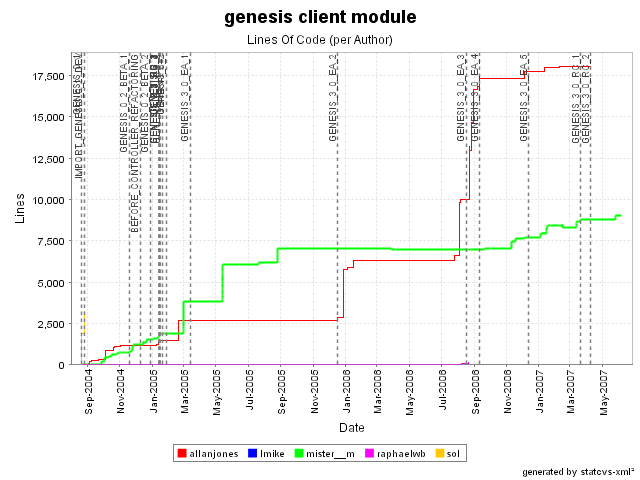 genesis client module
Lines Of Code (per Author)
17,500
15,000
12,500
10,000
7,500
5,000
2,500
0
Lines
GENESIS_0_2_BETA_1
BEFORE_CONTROLLER_REFACTORING
GENESIS_3_0_EA_1
GENESIS_3_0_EA_2
GENESIS_3_0_EA_3
GENESIS_3_0_EA_4
GENESIS_3_0_EA_5
GENESIS_3_0_RC_1
GENESIS_3_0_RC_2
Sep-2004
Nov-2004
Jan-2005
Mar-2005
May-2005
Jul-2005
Sep-2005
Nov-2005
Jan-2006
Mar-2006
May-2006
Jul-2006
Sep-2006
Nov-2006
Jan-2007
Mar-2007
May-2007
Date
allanjones lmike mister__m raphaelwb sol
generated by statcvs-xml²